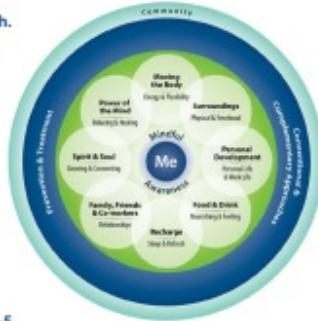 h.
Community
Moving
the Body
Energy & Flexibility
Surroundings
Physical & Emotional
Personal
Development
Personal Life
& Work Life
Food & Drink
Nourishing & Fueling
Recharge
Sleep & Refresh
Family, Friends
& Co-workers
Relationships
Spirit & Soul
Growing & Connecting
Power of
the Mind
Relaxing & Healing
Mindful
Awareness
Me
Prevention & Treatment
Conventional &
Complementary Approaches